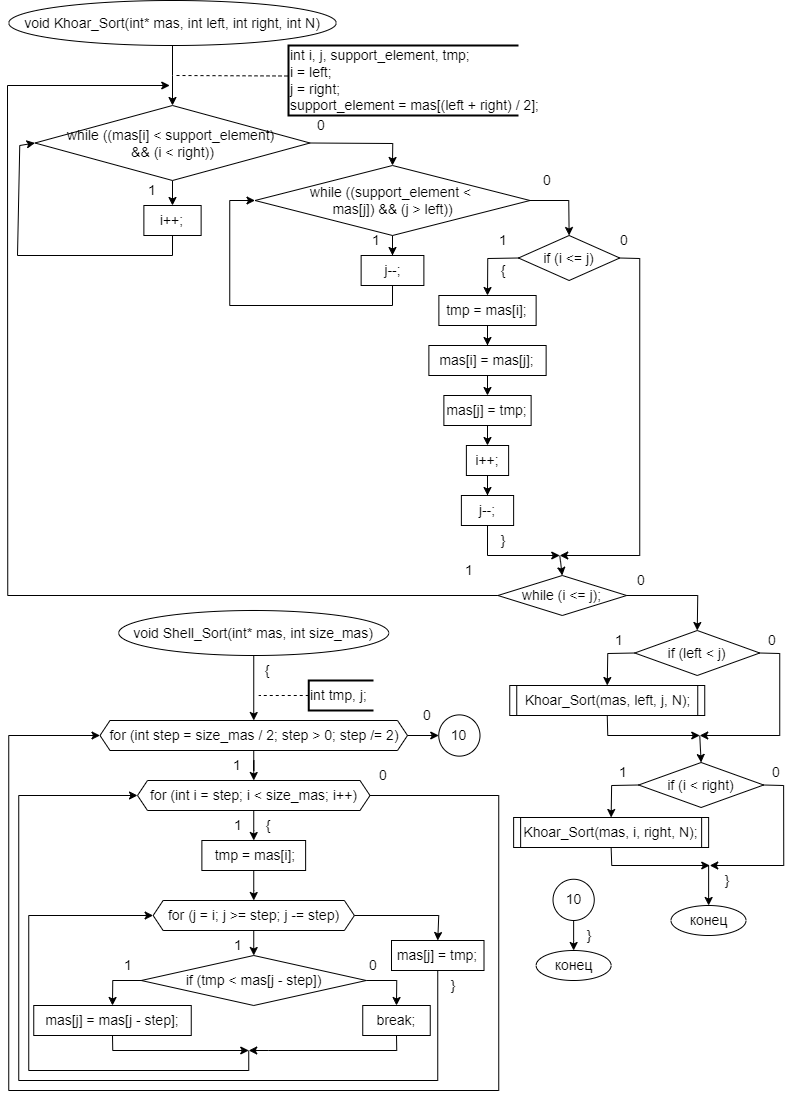 void Khoar_Sort(int* mas, int left, int right, int N)
int i, j, support_element, tmp;
i = left;
j = right;
support_element = mas[(left + right) / 2];
while ((mas[i] < support_element)
&& (i < right))
0
1
i++;
while ((support_element <
mas[j]) && (j > left))
0
1
j--;
if (i <= j)
1
0
{
tmp = mas[i];
mas[i] = mas[j];
mas[j] = tmp;
i++;
j--;
}
while (i <= j);
1
0
if (left < j)
1
0
Khoar_Sort(mas, left, j, N);
if (i < right)
1
0
Khoar_Sort(mas, i, right, N);
}
конец
void Shell_Sort(int* mas, int size_mas)
{
int tmp, j;
for (int step = size_mas / 2; step > 0; step /= 2)
0
10
1
for (int i = step; i < size_mas; i++)
0
1
{
tmp = mas[i];
for (j = i; j >= step; j -= step)
1
mas[j] = tmp;
}
if (tmp < mas[j - step])
1
0
mas[j] = mas[j - step];
break;
10
}
конец